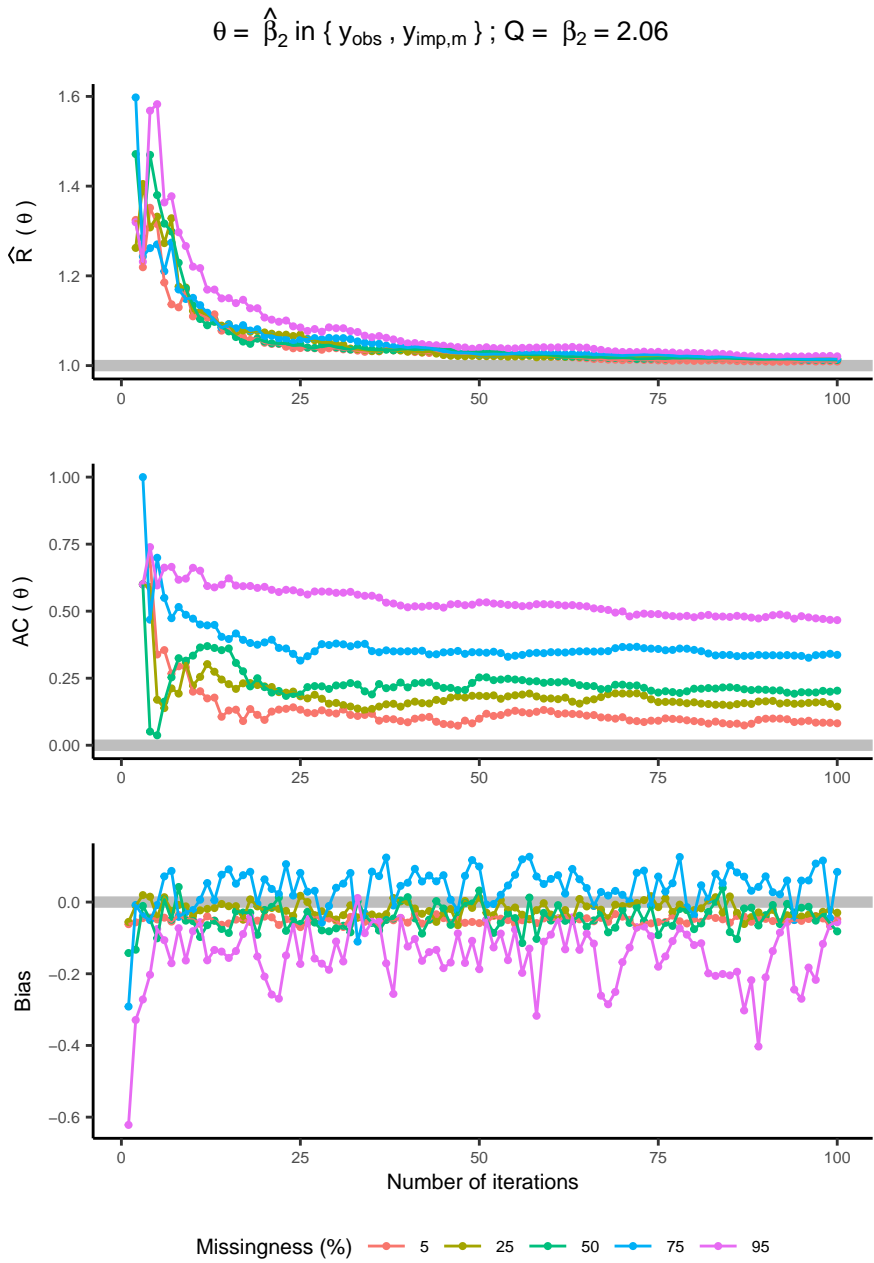 θ = β̂₂ in { y_obs , y_imp,m } ; Q = β₂ = 2.06
R̂ (θ)
1.6
1.4
1.2
1.0
0 25 50 75 100
AC (θ)
1.00
0.75
0.50
0.25
0.00
0 25 50 75 100
Bias
0.0
−0.2
−0.4
−0.6
0 25 50 75 100
Number of iterations
Missingness (%) 5 25 50 75 95